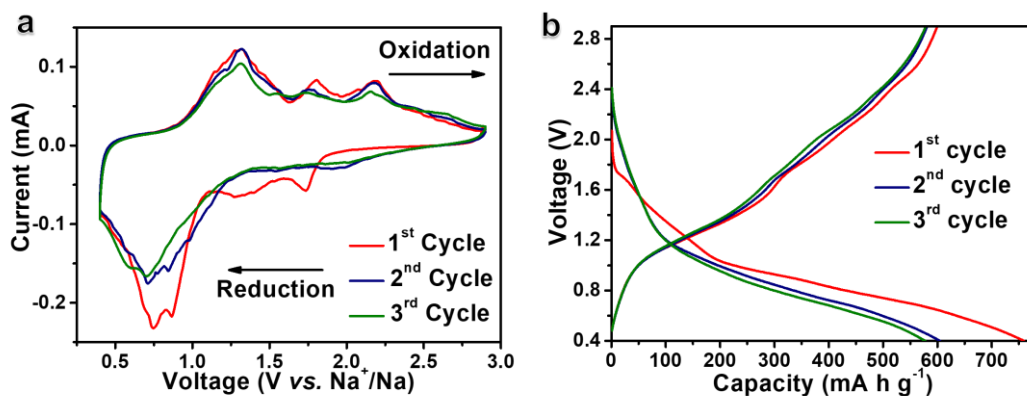 a
Oxidation
0.1
0.0
-0.1
-0.2
Current (mA)
1st Cycle
2nd Cycle
3rd Cycle
Reduction
0.5 1.0 1.5 2.0 2.5 3.0
Voltage (V vs. Na+/Na)
b
2.8
2.4
2.0
1.6
1.2
0.8
0.4
Voltage (V)
1st cycle
2nd cycle
3rd cycle
0 100 200 300 400 500 600 700
Capacity (mA h g-1)